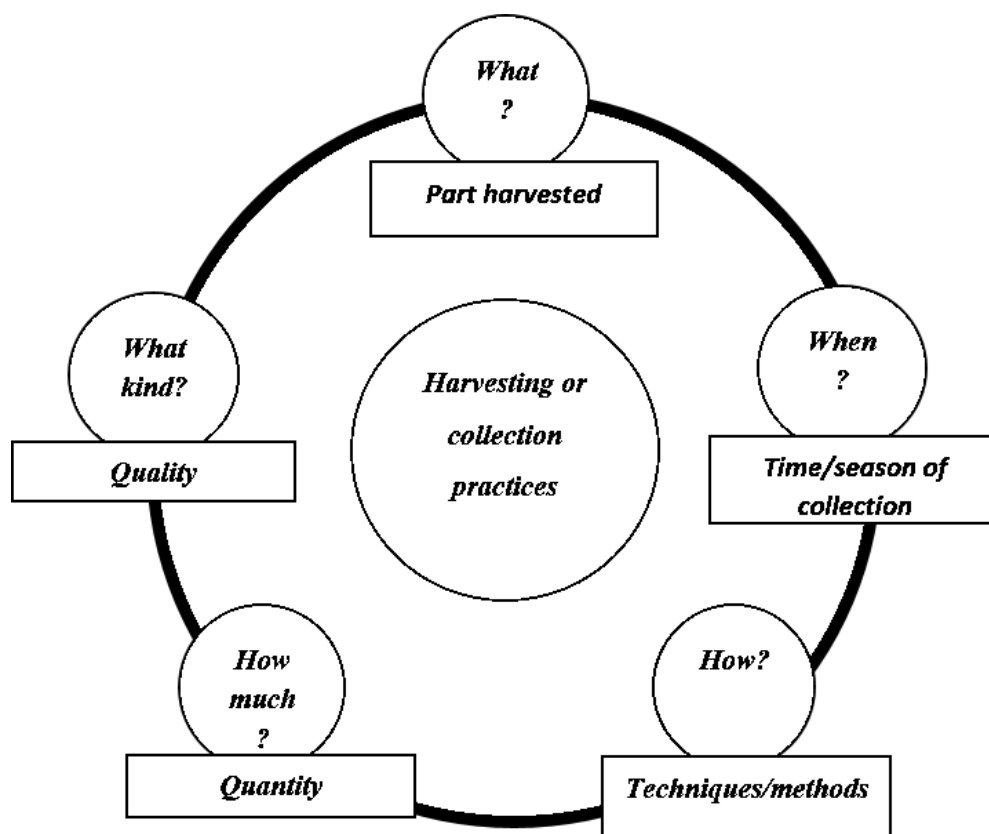 What
?
Part harvested
What
kind?
Quality
Harvesting or
collection
practices
When
?
Time/season of
collection
How
much
?
Quantity
How?
Techniques/methods